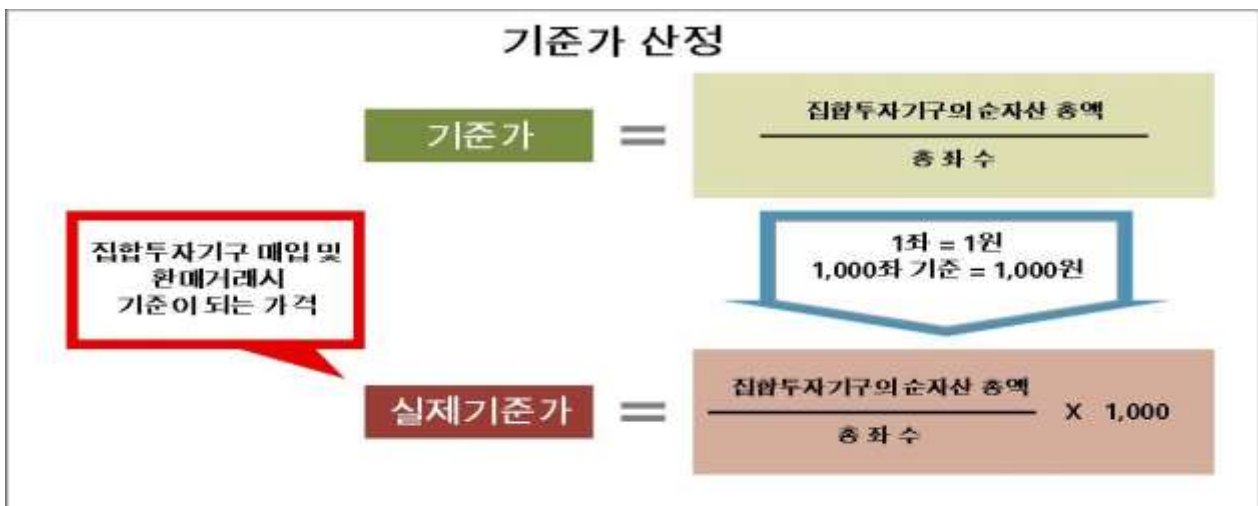 기준가 산정
기준가 = 집합투자기구의 순자산 총액
총 좌 수
집합투자기구 매입 및
환매거래시
기준이 되는 가격
1좌 = 1원
1,000좌 기준 = 1,000원
실제기준가 = 집합투자기구의 순자산 총액
총 좌 수
X 1,000